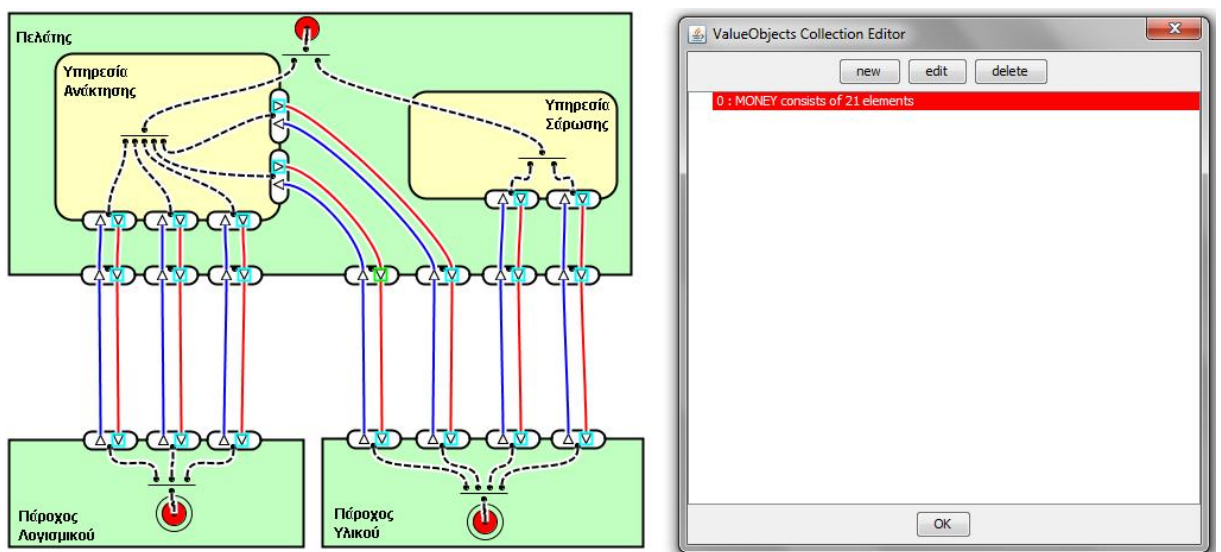 Πελάτης
Υπηρεσία
Ανάκτησης
Υπηρεσία
Σάρωσης
Πάροχος
Λογισμικού
Πάροχος
Υλικού
ValueObjects Collection Editor
new
edit
delete
0 : MONEY consists of 21 elements
OK